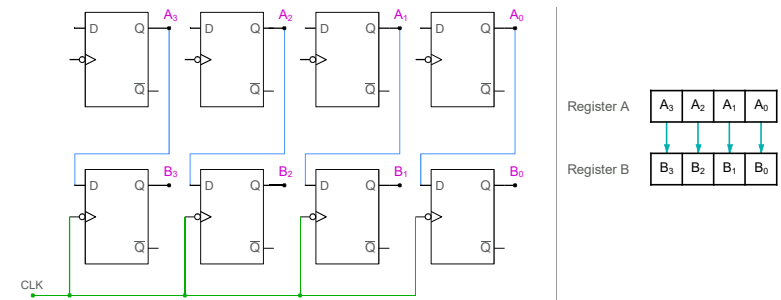 A3 A2 A1 A0
D Q D Q D Q D Q
Q Q Q Q
Register A A3 A2 A1 A0
Register B B3 B2 B1 B0
B3 B2 B1 B0
D Q D Q D Q D Q
Q Q Q Q
CLK